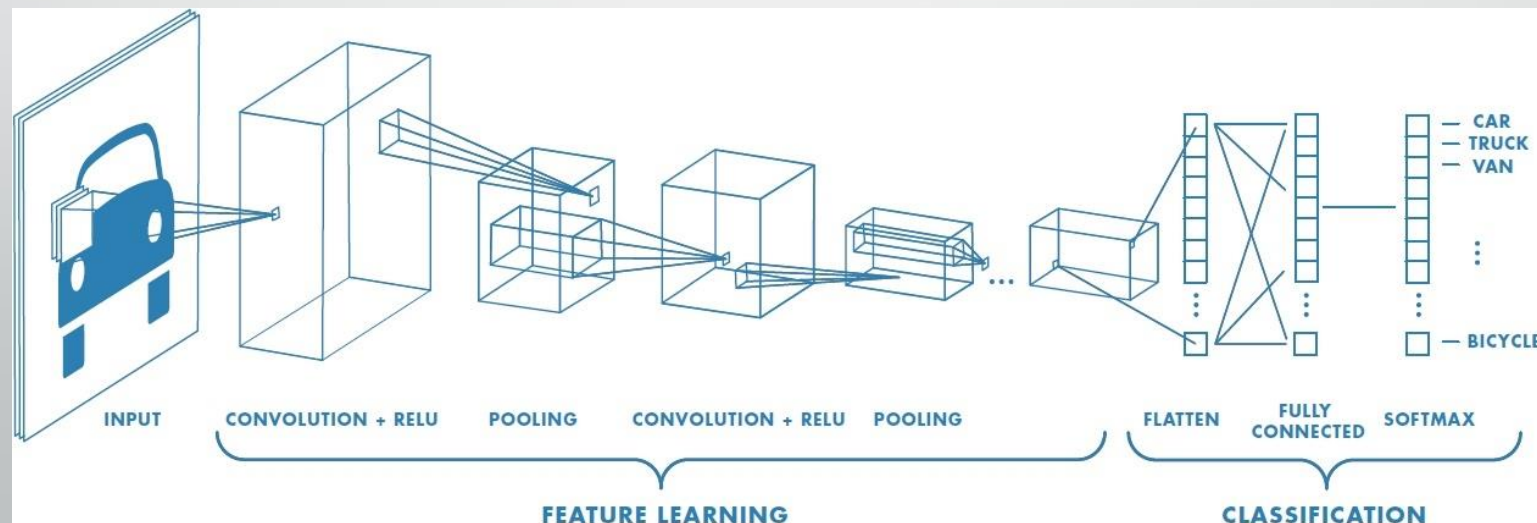 CAR
TRUCK
VAN
BICYCLE
INPUT
CONVOLUTION + RELU
POOLING
CONVOLUTION + RELU
POOLING
FLATTEN
FULLY
CONNECTED
SOFTMAX
FEATURE LEARNING
CLASSIFICATION